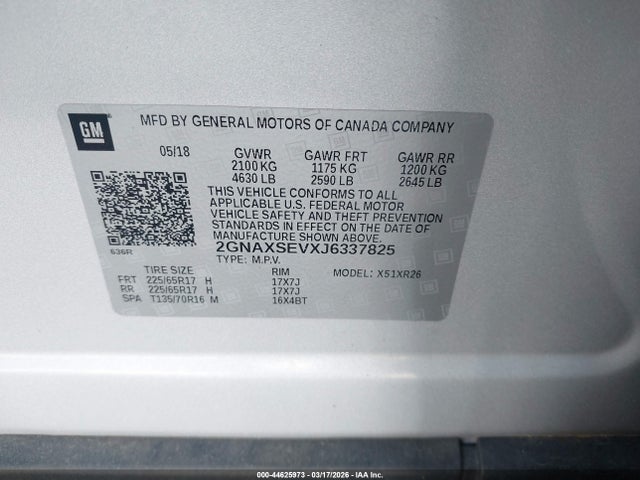 GM
MFD BY GENERAL MOTORS OF CANADA COMPANY
05/18 GVWR GAWR FRT GAWR RR
2100 KG 1175 KG 1200 KG
4630 LB 2590 LB 2645 LB
THIS VEHICLE CONFORMS TO ALL
APPLICABLE U.S. FEDERAL MOTOR
VEHICLE SAFETY AND THEFT PREVENTION
STANDARDS IN EFFECT ON THE DATE OF
MANUFACTURE SHOWN ABOVE.
636R
2GNAXSEVXJ6337825
TYPE: M.P.V.
TIRE SIZE RIM MODEL: X51XR26
FRT 225/65R17 H 17X7J
RR 225/65R17 H 17X7J
SPA T135/70R16 M 16X4BT
000-44625973 - 03/17/2026 - IAA Inc.